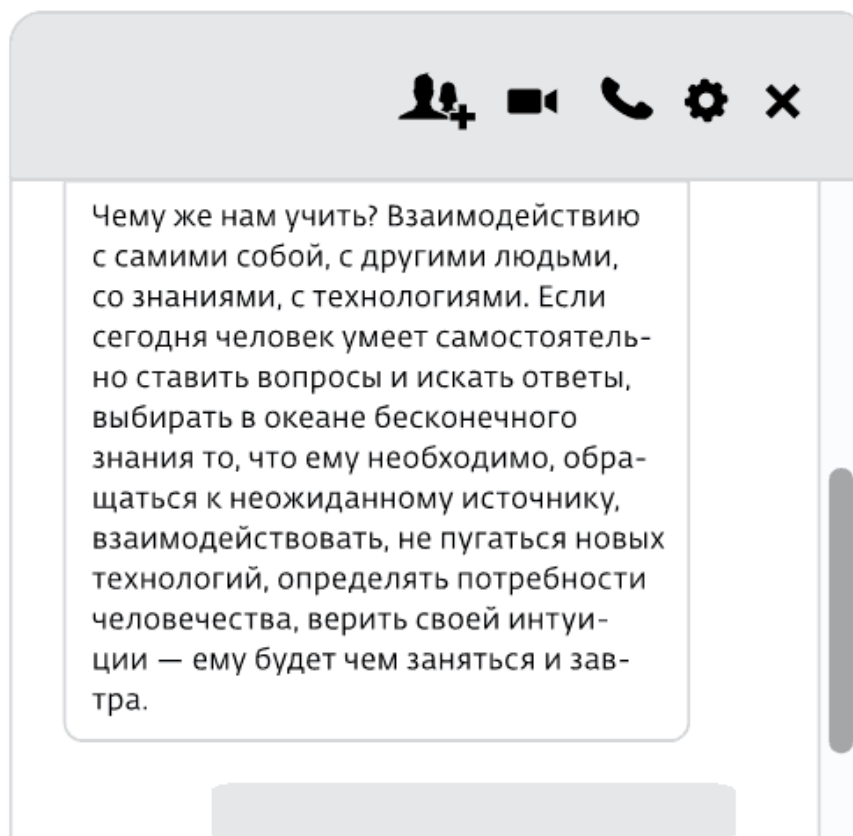 Чему же нам учить? Взаимодействию
с самими собой, с другими людьми,
со знаниями, с технологиями. Если
сегодня человек умеет самостоятель-
но ставить вопросы и искать ответы,
выбирать в океане бесконечного
знания то, что ему необходимо, обра-
щаться к неожиданному источнику,
взаимодействовать, не пугаться новых
технологий, определять потребности
человечества, верить своей интуи-
ции — ему будет чем заняться и зав-
тра.